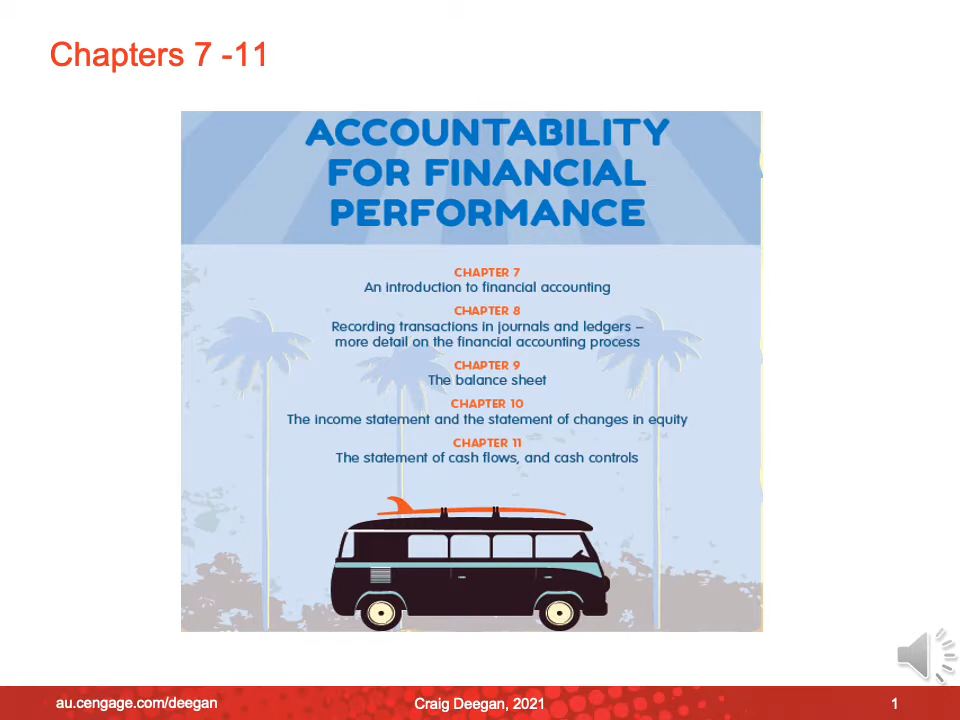 Chapters 7 -11
ACCOUNTABILITY
FOR FINANCIAL
PERFORMANCE
CHAPTER 7
An introduction to financial accounting
CHAPTER 8
Recording transactions in journals and ledgers –
more detail on the financial accounting process
CHAPTER 9
The balance sheet
CHAPTER 10
The income statement and the statement of changes in equity
CHAPTER 11
The statement of cash flows, and cash controls
au.cengage.com/deegan
Craig Deegan, 2021
1